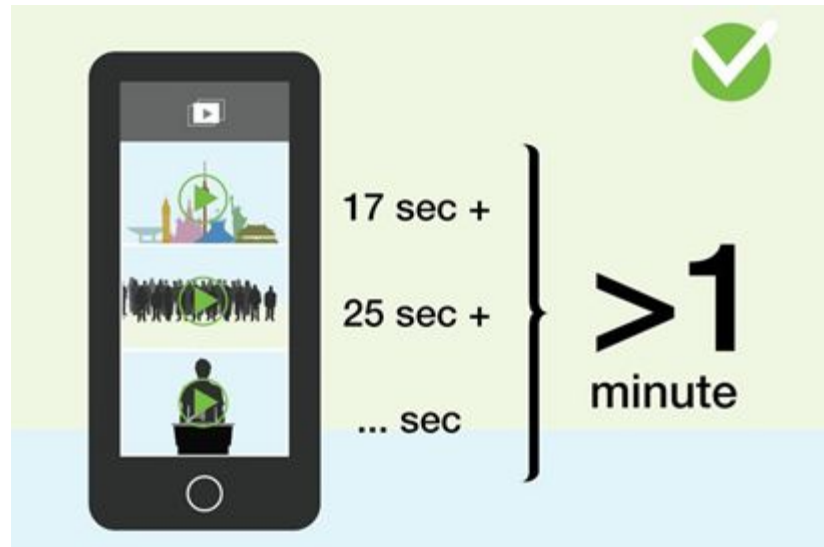 17 sec +
25 sec +
... sec
>1
minute